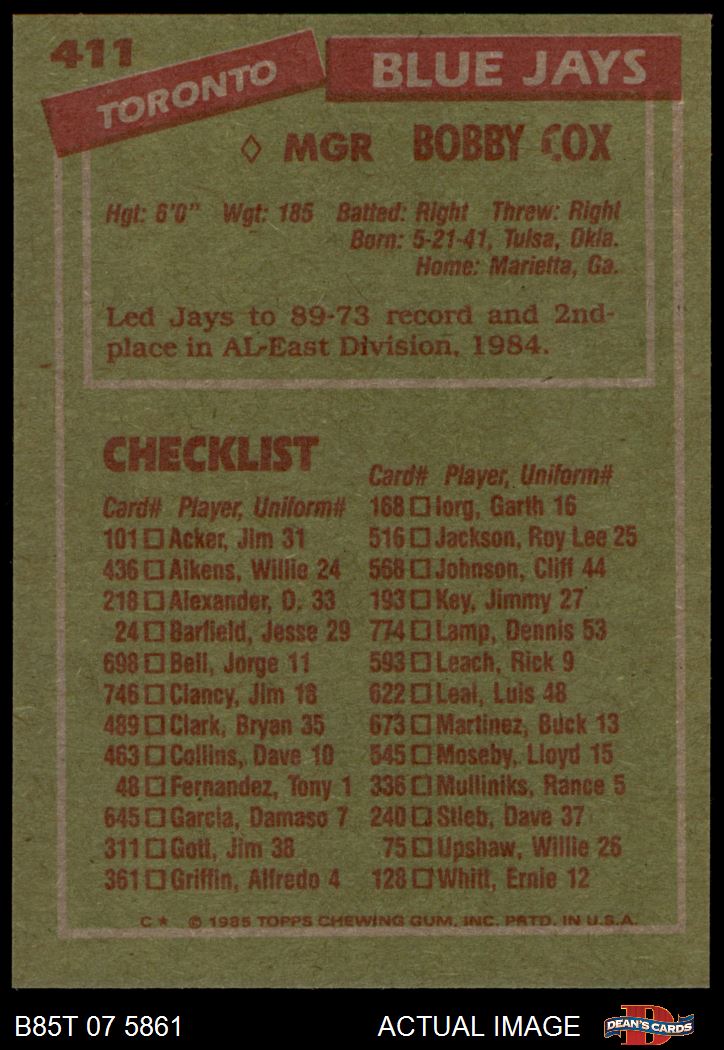 411
TORONTO BLUE JAYS
MGR BOBBY COX
Hgt: 6'0" Wgt: 185 Batted: Right Threw: Right
Born: 5-21-41, Tulsa, Okla.
Home: Marietta, Ga.
Led Jays to 89-73 record and 2nd-
place in AL-East Division, 1984.
CHECKLIST
Card# Player, Uniform#
101 Acker, Jim 31
436 Aikens, Willie 24
218 Alexander, D. 33
24 Barfield, Jesse 29
698 Bell, Jorge 11
746 Clancy, Jim 18
489 Clark, Bryan 35
463 Collins, Dave 10
48 Fernandez, Tony 1
645 Garcia, Damaso 7
311 Gott, Jim 38
361 Griffin, Alfredo 4
Card# Player, Uniform#
168 Iorg, Garth 16
516 Jackson, Roy Lee 25
568 Johnson, Cliff 44
193 Key, Jimmy 27
774 Lamp, Dennis 53
593 Leach, Rick 9
622 Leal, Luis 48
673 Martinez, Buck 13
545 Moseby, Lloyd 15
336 Mulliniks, Rance 5
240 Stieb, Dave 37
75 Upshaw, Willie 26
128 Whitt, Ernie 12
C* © 1985 TOPPS CHEWING GUM, INC. PRTD. IN U.S.A.
B85T 07 5861
ACTUAL IMAGE
D
DEAN'S CARDS